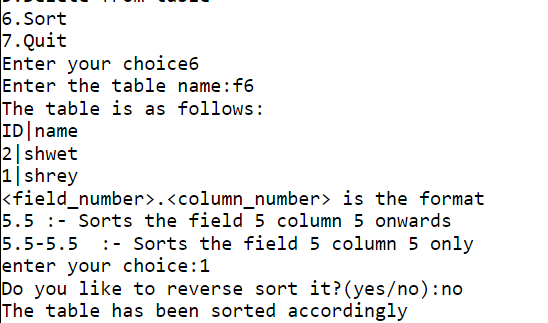 6.Sort
7.Quit
Enter your choice6
Enter the table name:f6
The table is as follows:
ID|name
2|shwet
1|shrey
<field_number>.<column_number> is the format
5.5 :- Sorts the field 5 column 5 onwards
5.5-5.5  :- Sorts the field 5 column 5 only
enter your choice:1
Do you like to reverse sort it?(yes/no):no
The table has been sorted accordingly